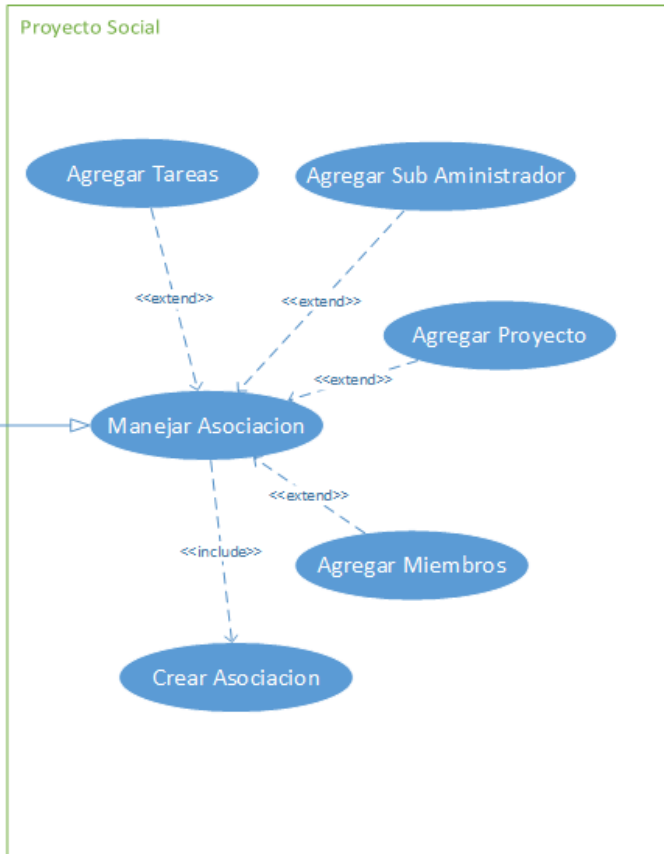 Proyecto Social
Agregar Tareas
Agregar Sub Aministrador
<<extend>>
<<extend>>
Agregar Proyecto
<<extend>>
Manejar Asociacion
<<extend>>
<<include>>
Agregar Miembros
Crear Asociacion